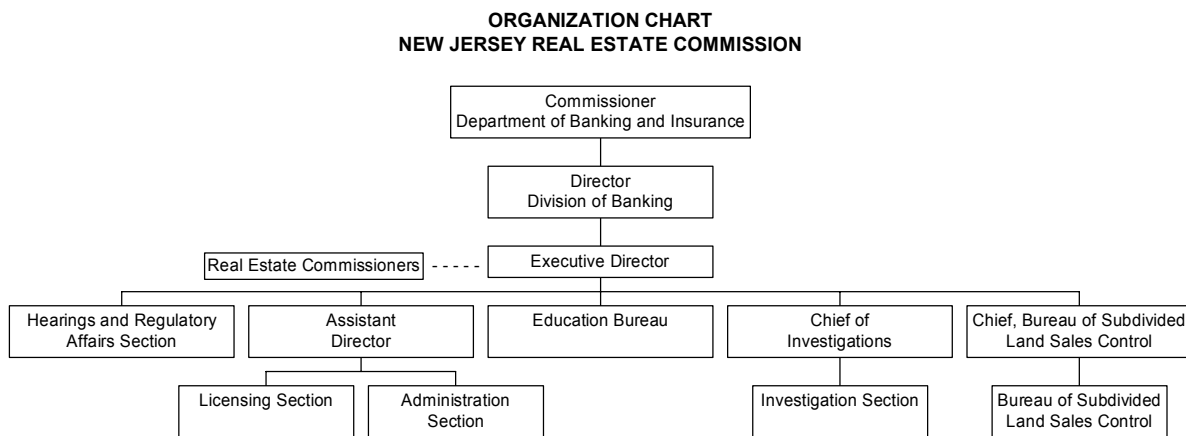 ORGANIZATION CHART
NEW JERSEY REAL ESTATE COMMISSION
Commissioner
Department of Banking and Insurance
Director
Division of Banking
Real Estate Commissioners
Executive Director
Hearings and Regulatory
Affairs Section
Assistant
Director
Education Bureau
Chief of
Investigations
Chief, Bureau of Subdivided
Land Sales Control
Licensing Section
Administration
Section
Investigation Section
Bureau of Subdivided
Land Sales Control